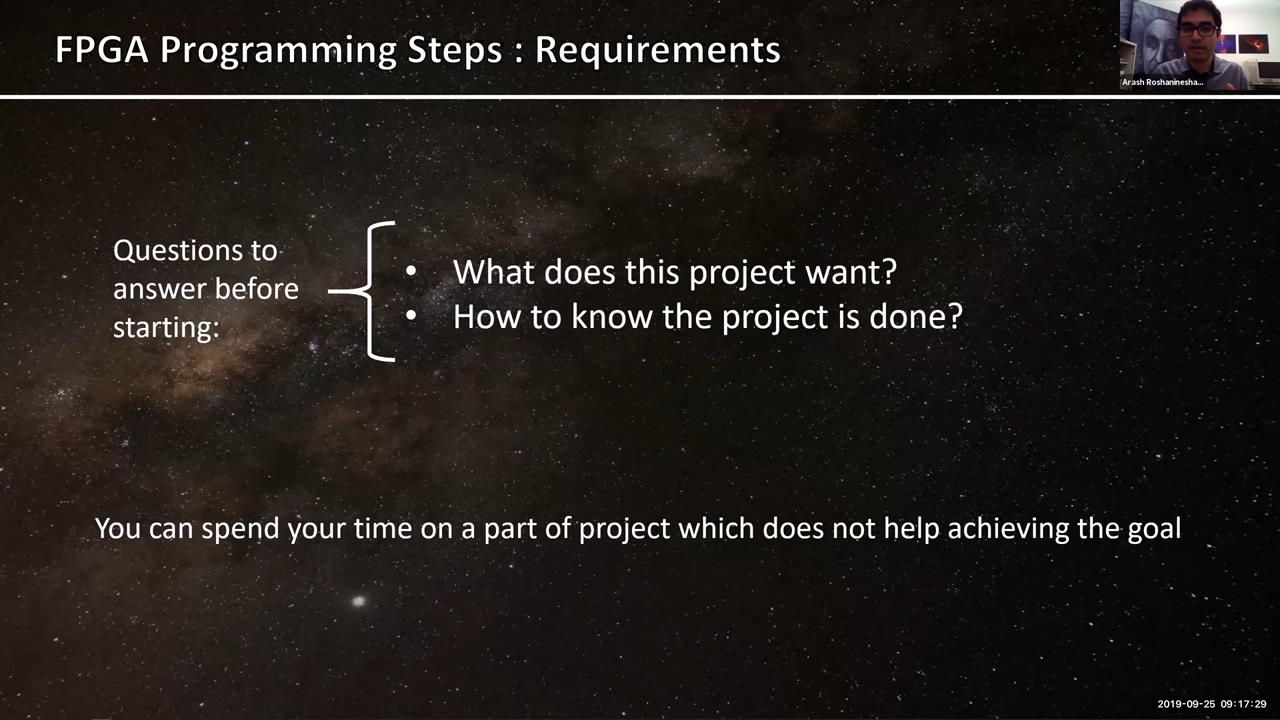 FPGA Programming Steps : Requirements
Arash Roshaninesha...
Questions to
answer before
starting:
• What does this project want?
• How to know the project is done?
You can spend your time on a part of project which does not help achieving the goal
2019-09-25 09:17:29